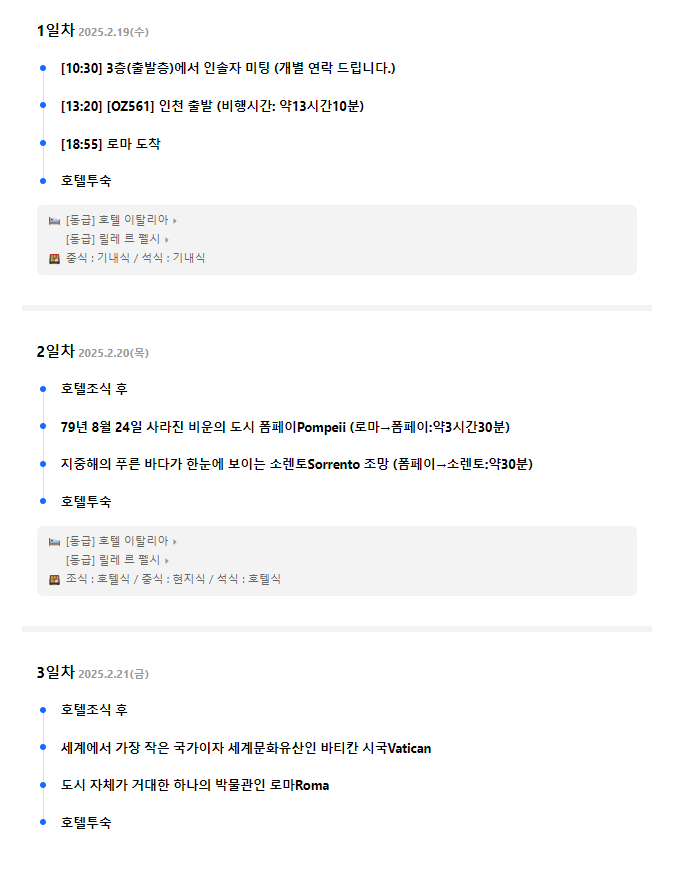 1일차 2025.2.19(수)
[10:30] 3층(출발층)에서 인솔자 미팅 (개별 연락 드립니다.)
[13:20] [OZ561] 인천 출발 (비행시간: 약13시간10분)
[18:55] 로마 도착
호텔투숙
[동급] 호텔 이탈리아
[동급] 릴레 르 펠시
중식 : 기내식 / 석식 : 기내식
2일차 2025.2.20(목)
호텔조식 후
79년 8월 24일 사라진 비운의 도시 폼페이Pompeii (로마→폼페이:약3시간30분)
지중해의 푸른 바다가 한눈에 보이는 소렌토Sorrento 조망 (폼페이→소렌토:약30분)
호텔투숙
[동급] 호텔 이탈리아
[동급] 릴레 르 펠시
조식 : 호텔식 / 중식 : 현지식 / 석식 : 호텔식
3일차 2025.2.21(금)
호텔조식 후
세계에서 가장 작은 국가이자 세계문화유산인 바티칸 시국Vatican
도시 자체가 거대한 하나의 박물관인 로마Roma
호텔투숙